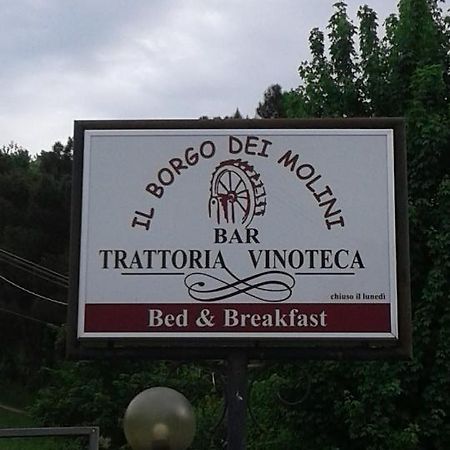 IL BORGO DEI MOLINI
BAR
TRATTORIA VINOTECA
chiuso il lunedì
Bed & Breakfast